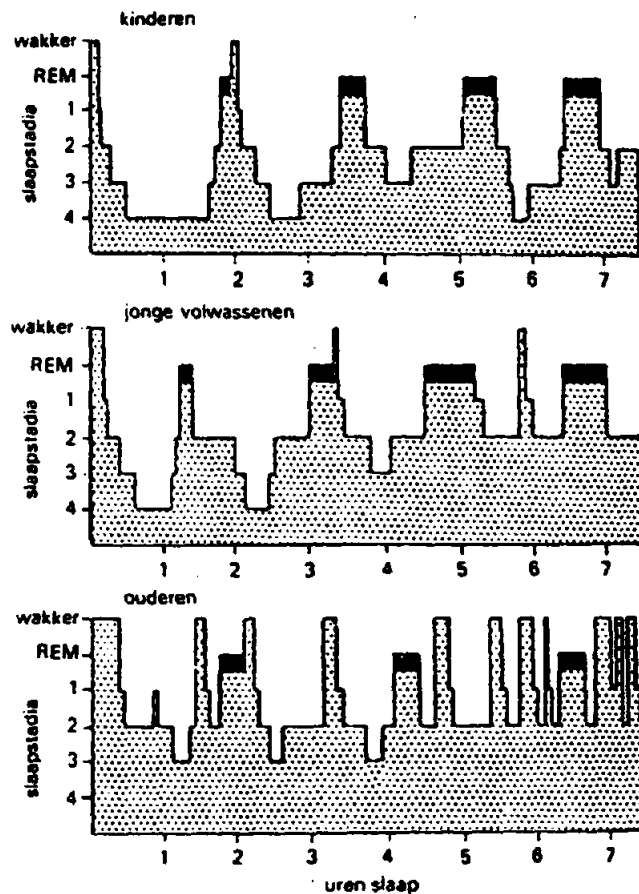 kinderen
wakker
REM
1
2
3
4
slaapstadia
1 2 3 4 5 6 7
jonge volwassenen
wakker
REM
1
2
3
4
slaapstadia
1 2 3 4 5 6 7
ouderen
wakker
REM
1
2
3
4
slaapstadia
1 2 3 4 5 6 7
uren slaap